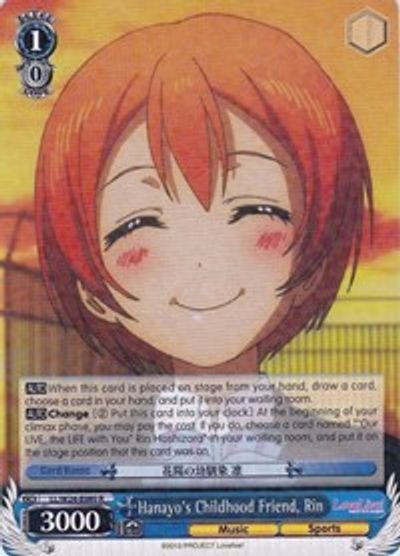 1
0
AUTO When this card is placed on stage from your hand, draw a card,
choose a card in your hand, and put it into your waiting room.
AUTO Change [② Put this card into your clock] At the beginning of your
climax phase, you may pay the cost. If you do, choose a card named ""Our
LIVE, the LIFE with You" Rin Hoshizora" in your waiting room, and put it
on the stage position that this card was on.
Card Name 花陽の幼馴染 凛
Hanayo's Childhood Friend, Rin
LoveLive!
3000
Music Sports
©2013 PROJECT Lovelive!